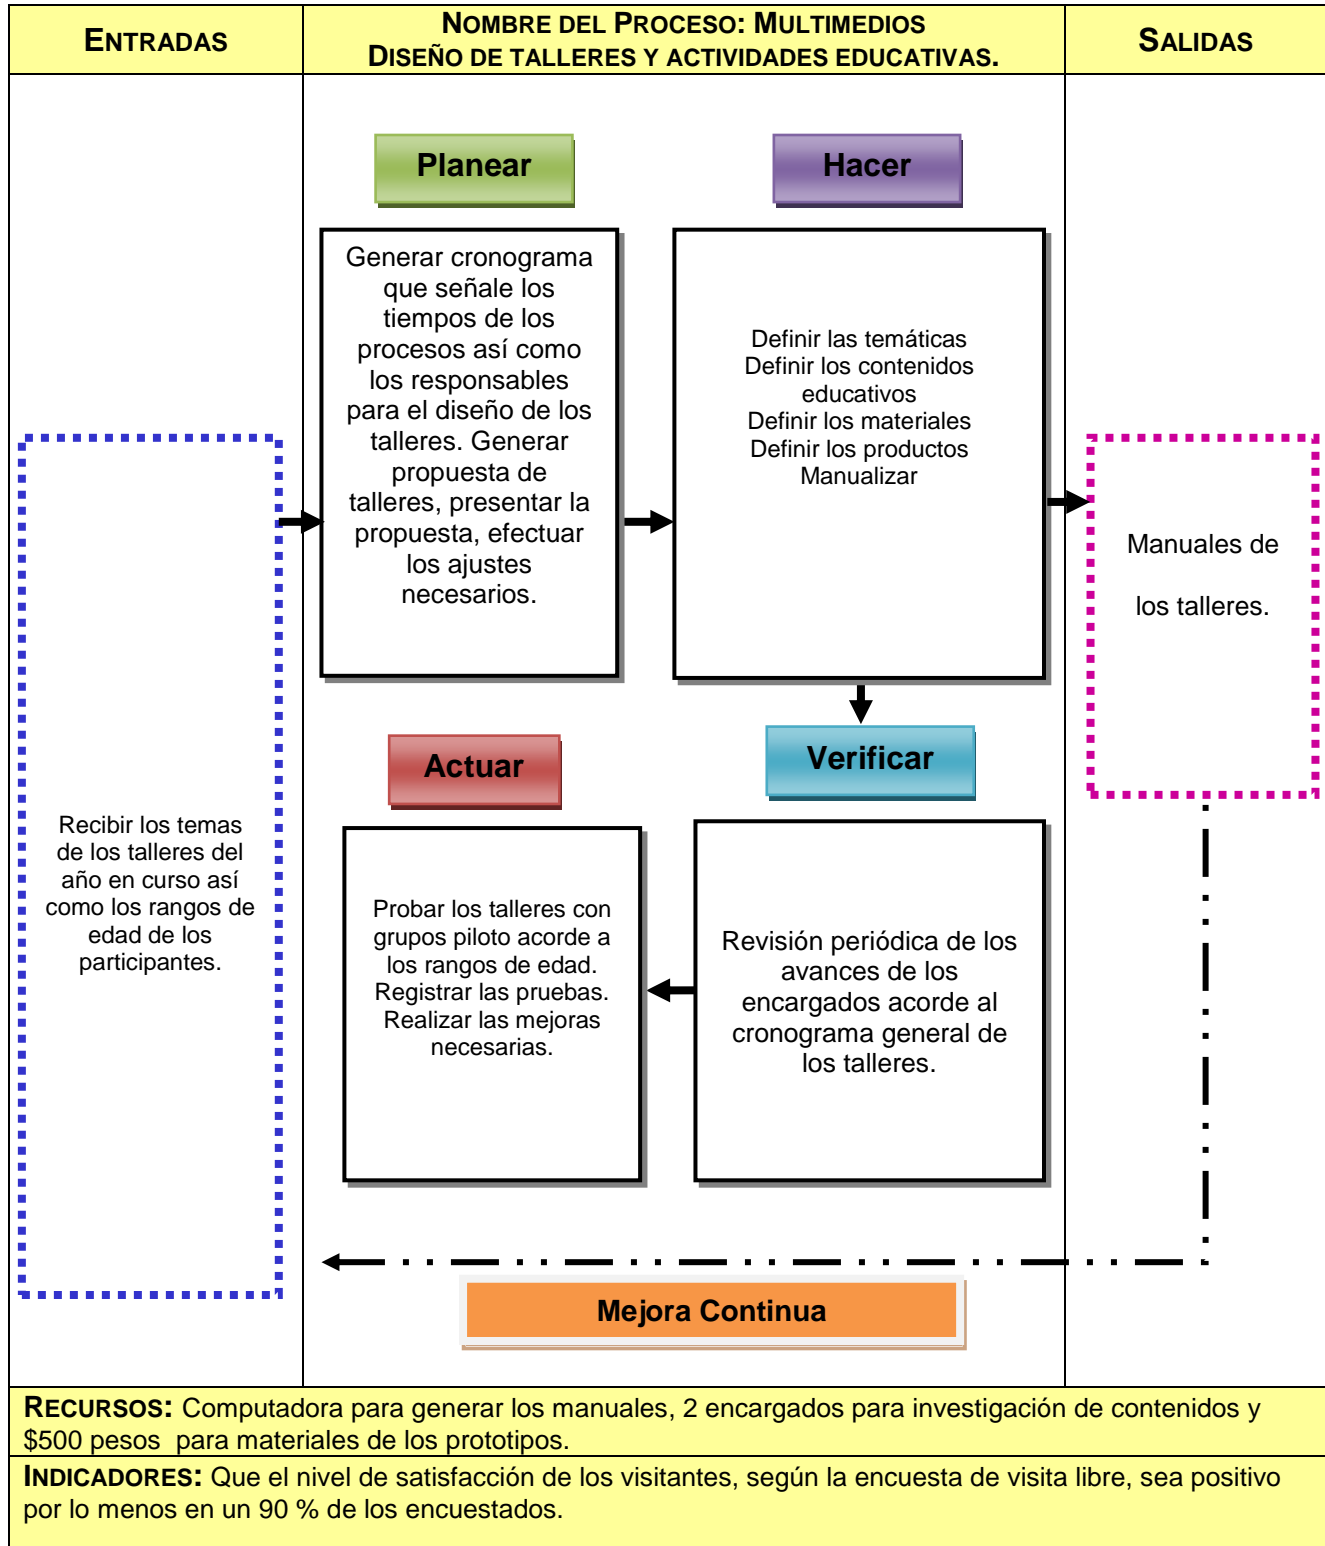 ENTRADAS
NOMBRE DEL PROCESO: MULTIMEDIOS
DISEÑO DE TALLERES Y ACTIVIDADES EDUCATIVAS.
SALIDAS
Planear
Hacer
Generar cronograma
que señale los
tiempos de los
procesos así como
los responsables
para el diseño de los
talleres. Generar
propuesta de
talleres, presentar la
propuesta, efectuar
los ajustes
necesarios.
Definir las temáticas
Definir los contenidos
educativos
Definir los materiales
Definir los productos
Manualizar
Manuales de
los talleres.
Actuar
Verificar
Recibir los temas
de los talleres del
año en curso así
como los rangos de
edad de los
participantes.
Probar los talleres con
grupos piloto acorde a
los rangos de edad.
Registrar las pruebas.
Realizar las mejoras
necesarias.
Revisión periódica de los
avances de los
encargados acorde al
cronograma general de
los talleres.
Mejora Continua
RECURSOS: Computadora para generar los manuales, 2 encargados para investigación de contenidos y
$500 pesos para materiales de los prototipos.
INDICADORES: Que el nivel de satisfacción de los visitantes, según la encuesta de visita libre, sea positivo
por lo menos en un 90 % de los encuestados.